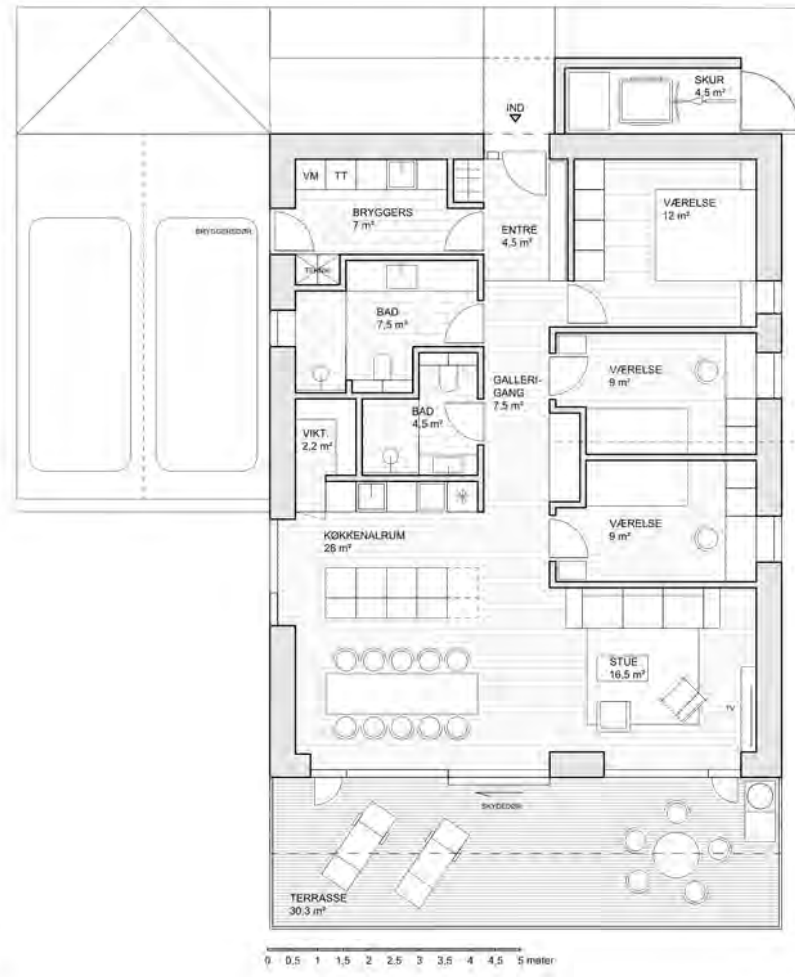 SKUR
4,5 m²
IND
VM TT
BRYGGERS
7 m²
ENTRE
4,5 m²
VÆRELSE
12 m²
BRYGGERSDØR
TEKNIK
BAD
7,5 m²
GALLERI-
GANG
7,5 m²
VÆRELSE
9 m²
BAD
4,5 m²
VIKT.
2,2 m²
KØKKENALRUM
26 m²
VÆRELSE
9 m²
STUE
16,5 m²
TV
SKYDEDØR
TERRASSE
30,3 m²
0 0,5 1 1,5 2 2,5 3 3,5 4 4,5 5 meter